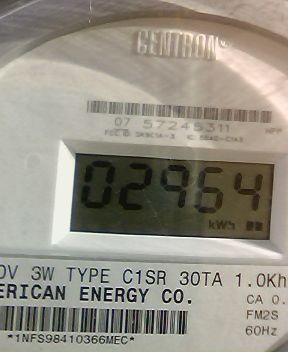 CENTRON
07 57245311
02964
kWh
0V 3W TYPE C1SR 30TA 1.0Kh
ERICAN ENERGY CO.
CA 0.
FM2S
60Hz
*1NFS98410366MEC*